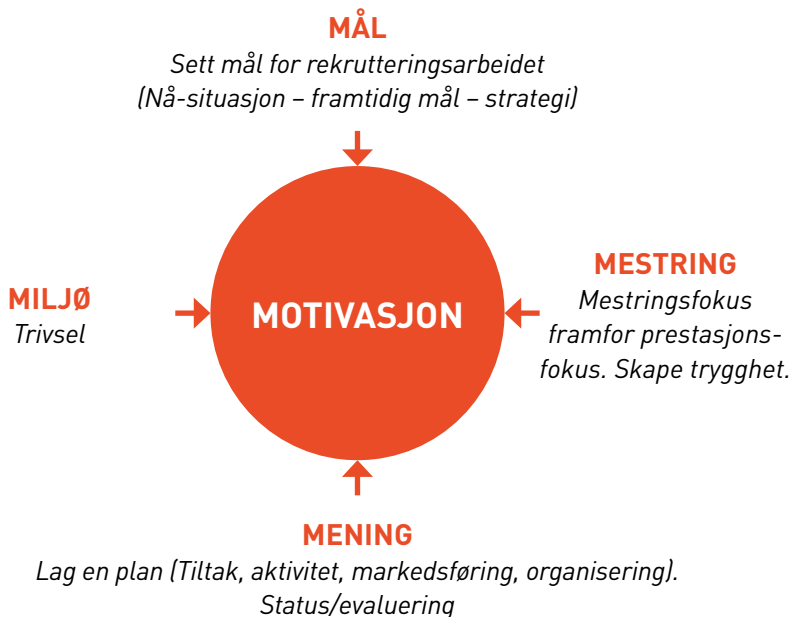 MÅL
Sett mål for rekrutteringsarbeidet
(Nå-situasjon – framtidig mål – strategi)
MILJØ
Trivsel
MOTIVASJON
MESTRING
Mestringsfokus
framfor prestasjons-
fokus. Skape trygghet.
MENING
Lag en plan (Tiltak, aktivitet, markedsføring, organisering).
Status/evaluering